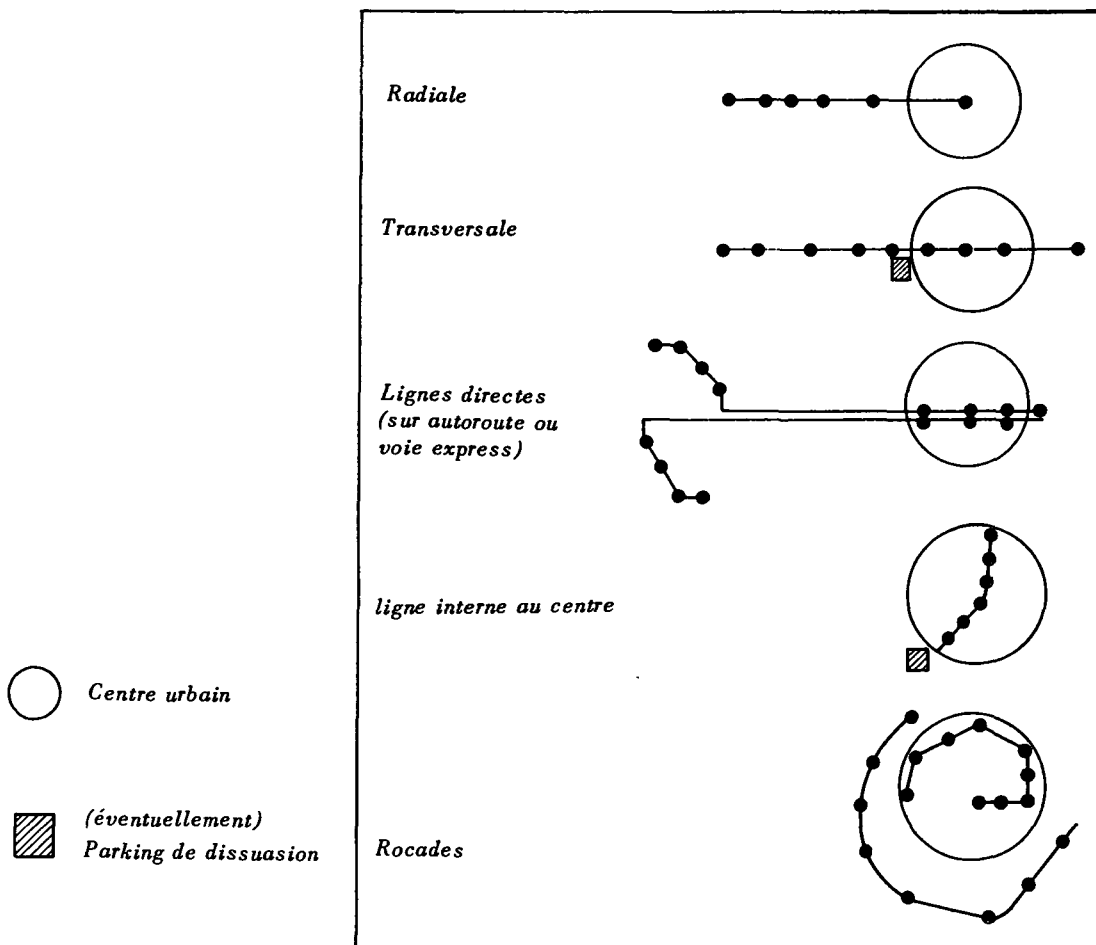 Radiale
Transversale
Lignes directes
(sur autoroute ou
voie express)
ligne interne au centre
Centre urbain
(éventuellement)
Parking de dissuasion
Rocades